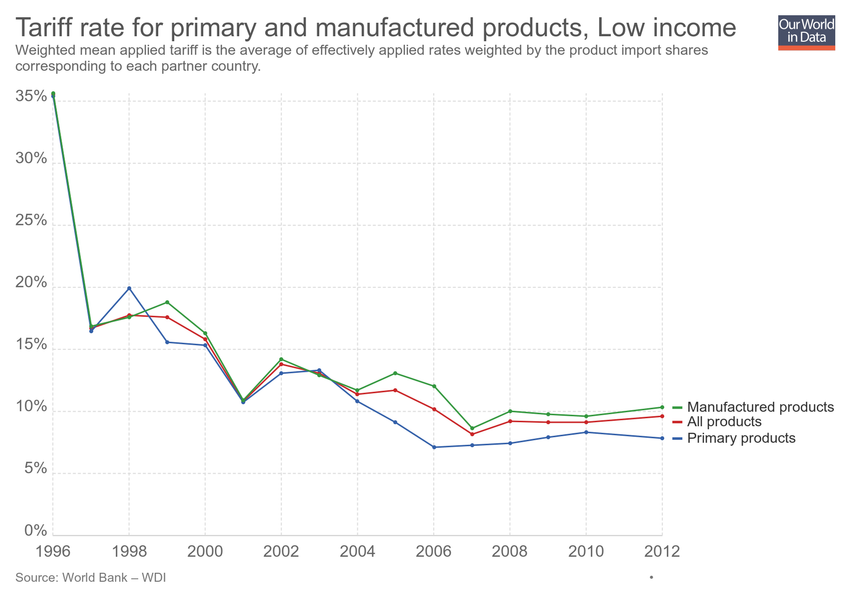 Tariff rate for primary and manufactured products, Low income
Our World
in Data
Weighted mean applied tariff is the average of effectively applied rates weighted by the product import shares
corresponding to each partner country.
35%
30%
25%
20%
15%
10%
5%
0%
Manufactured products
All products
Primary products
1996 1998 2000 2002 2004 2006 2008 2010 2012
Source: World Bank – WDI